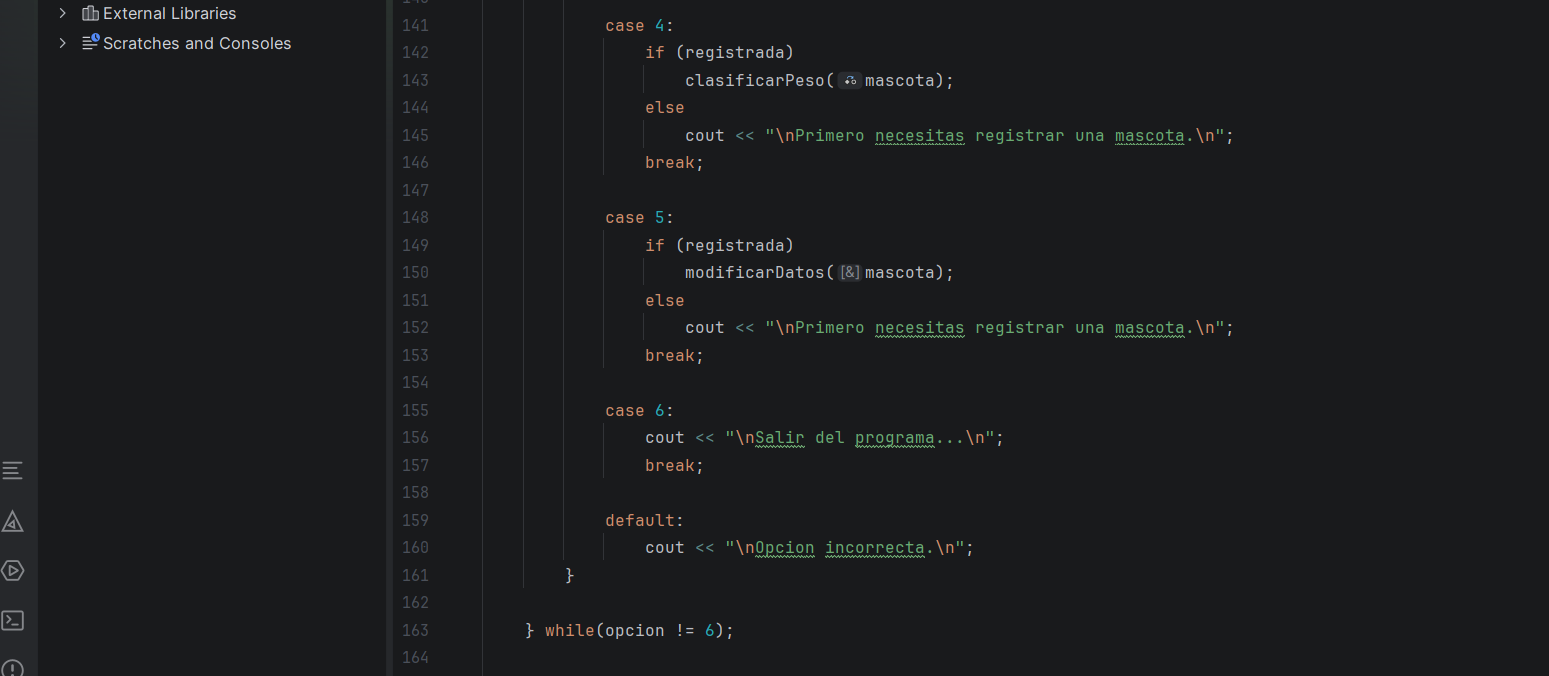 External Libraries
Scratches and Consoles
141 case 4:
142 if (registrada)
143 clasificarPeso(mascota);
144 else
145 cout << "\nPrimero necesitas registrar una mascota.\n";
146 break;
147
148 case 5:
149 if (registrada)
150 modificarDatos([&]mascota);
151 else
152 cout << "\nPrimero necesitas registrar una mascota.\n";
153 break;
154
155 case 6:
156 cout << "\nSalir del programa...\n";
157 break;
158
159 default:
160 cout << "\nOpcion incorrecta.\n";
161 }
162
163 } while(opcion != 6);
164